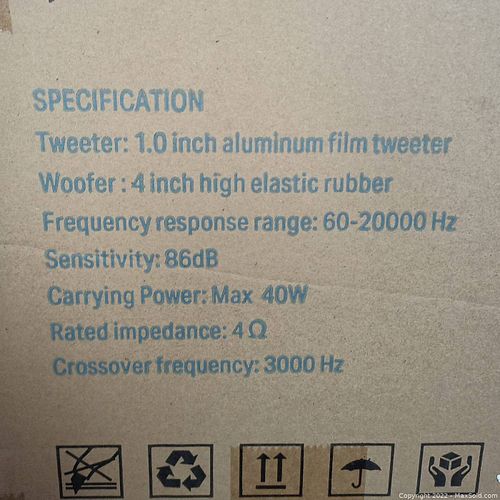 SPECIFICATION
Tweeter: 1.0 inch aluminum film tweeter
Woofer : 4 inch high elastic rubber
Frequency response range: 60-20000 Hz
Sensitivity: 86dB
Carrying Power: Max 40W
Rated impedance: 4Ω
Crossover frequency: 3000 Hz
Copyright 2022 - MaxSold.com